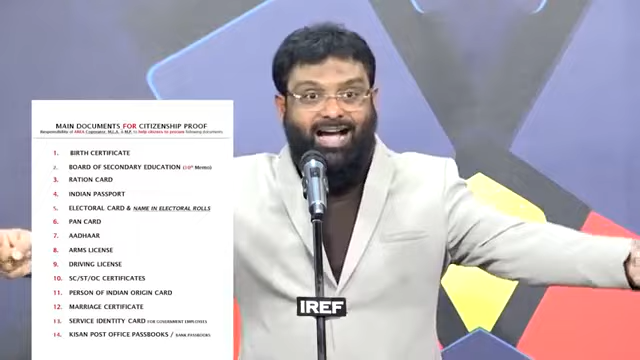 MAIN DOCUMENTS FOR CITIZENSHIP PROOF
Responsibility of AREA Corporator, M.L.A. & M.P. to help citizens to procure following documents
1. BIRTH CERTIFICATE
2. BOARD OF SECONDARY EDUCATION (10th Memo)
3. RATION CARD
4. INDIAN PASSPORT
5. ELECTORAL CARD & NAME IN ELECTORAL ROLLS
6. PAN CARD
7. AADHAAR
8. ARMS LICENSE
9. DRIVING LICENSE
10. SC/ST/OC CERTIFICATES
11. PERSON OF INDIAN ORIGIN CARD
12. MARRIAGE CERTIFICATE
13. SERVICE IDENTITY CARD FOR GOVERNMENT EMPLOYEES
14. KISAN POST OFFICE PASSBOOKS / BANK PASSBOOKS
IREF